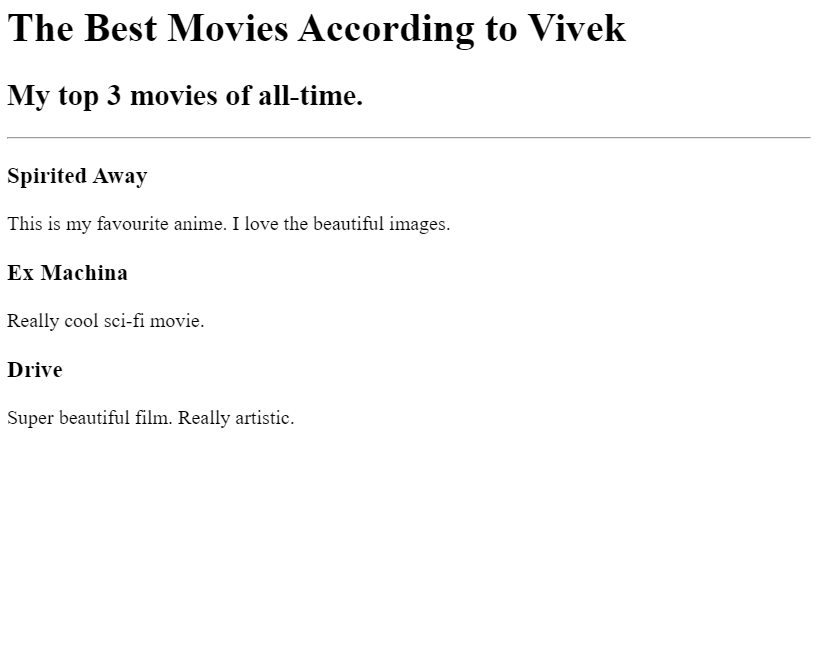 The Best Movies According to Vivek
My top 3 movies of all-time.
Spirited Away
This is my favourite anime. I love the beautiful images.
Ex Machina
Really cool sci-fi movie.
Drive
Super beautiful film. Really artistic.